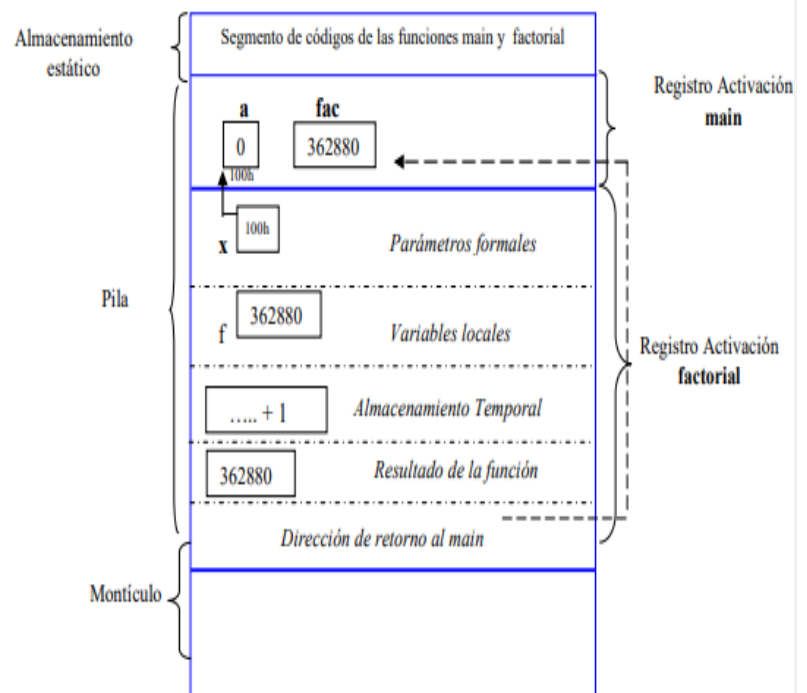 Almacenamiento
estático
Segmento de códigos de las funciones main y factorial
Registro Activación
main
a
fac
0
362880
100h
100h
x
Parámetros formales
Pila
362880
f
Variables locales
Registro Activación
factorial
..... + 1
Almacenamiento Temporal
362880
Resultado de la función
Dirección de retorno al main
Montículo